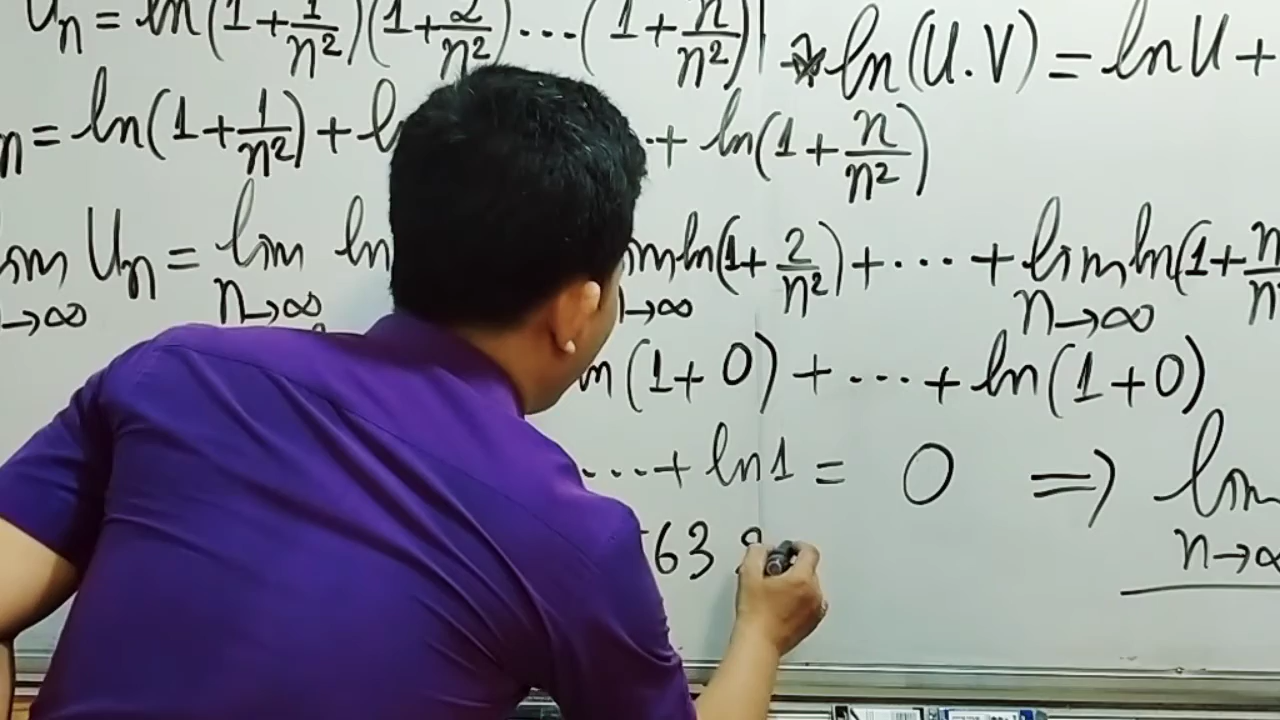 Uₙ = ln(1+1/n²)(1+2/n²)...(1+n/n²) * ln(U.V) = lnU +
n = ln(1+1/n²) + l ... + ln(1+n/n²)
lim n→∞ Uₙ = lim n→∞ ln lim n→∞ ln(1+2/n²) + ... + lim n→∞ ln(1+n/n²
ln(1+0) + ... + ln(1+0)
... + ln1 = 0 ⇒ lim n→∞
63